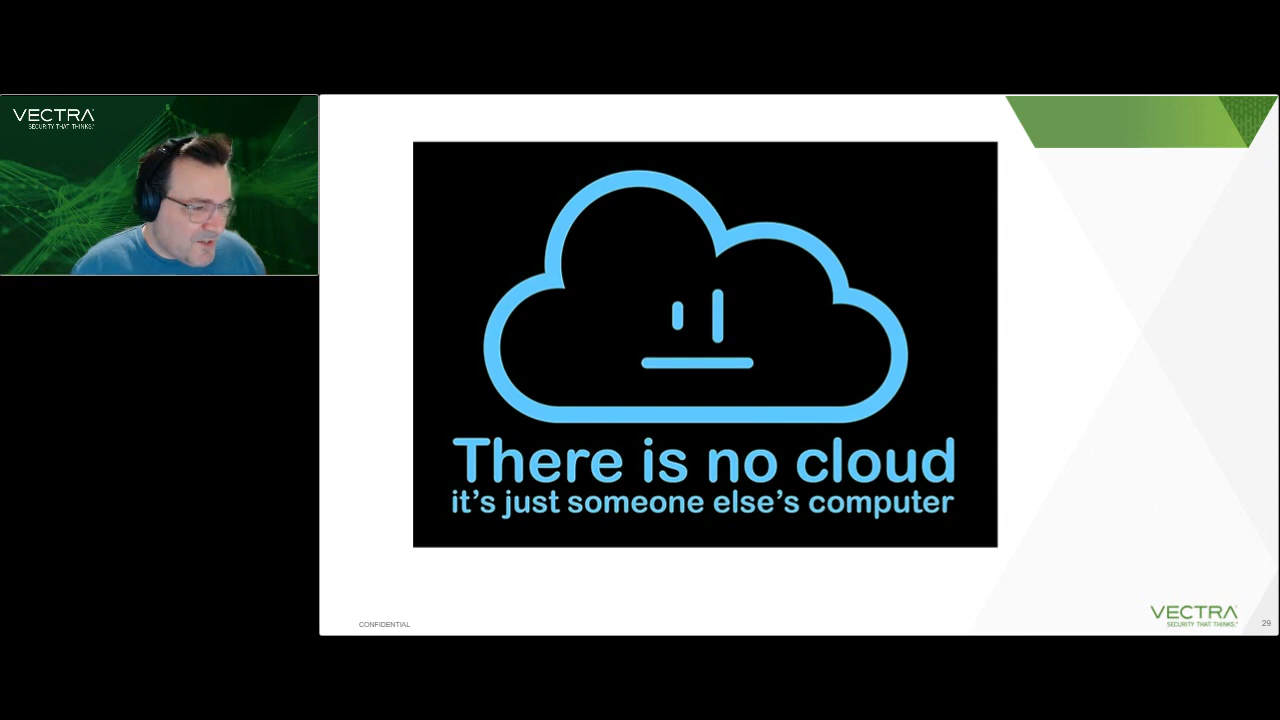 VECTRA
SECURITY THAT THINKS.
There is no cloud
it's just someone else's computer
CONFIDENTIAL
VECTRA
SECURITY THAT THINKS.
29